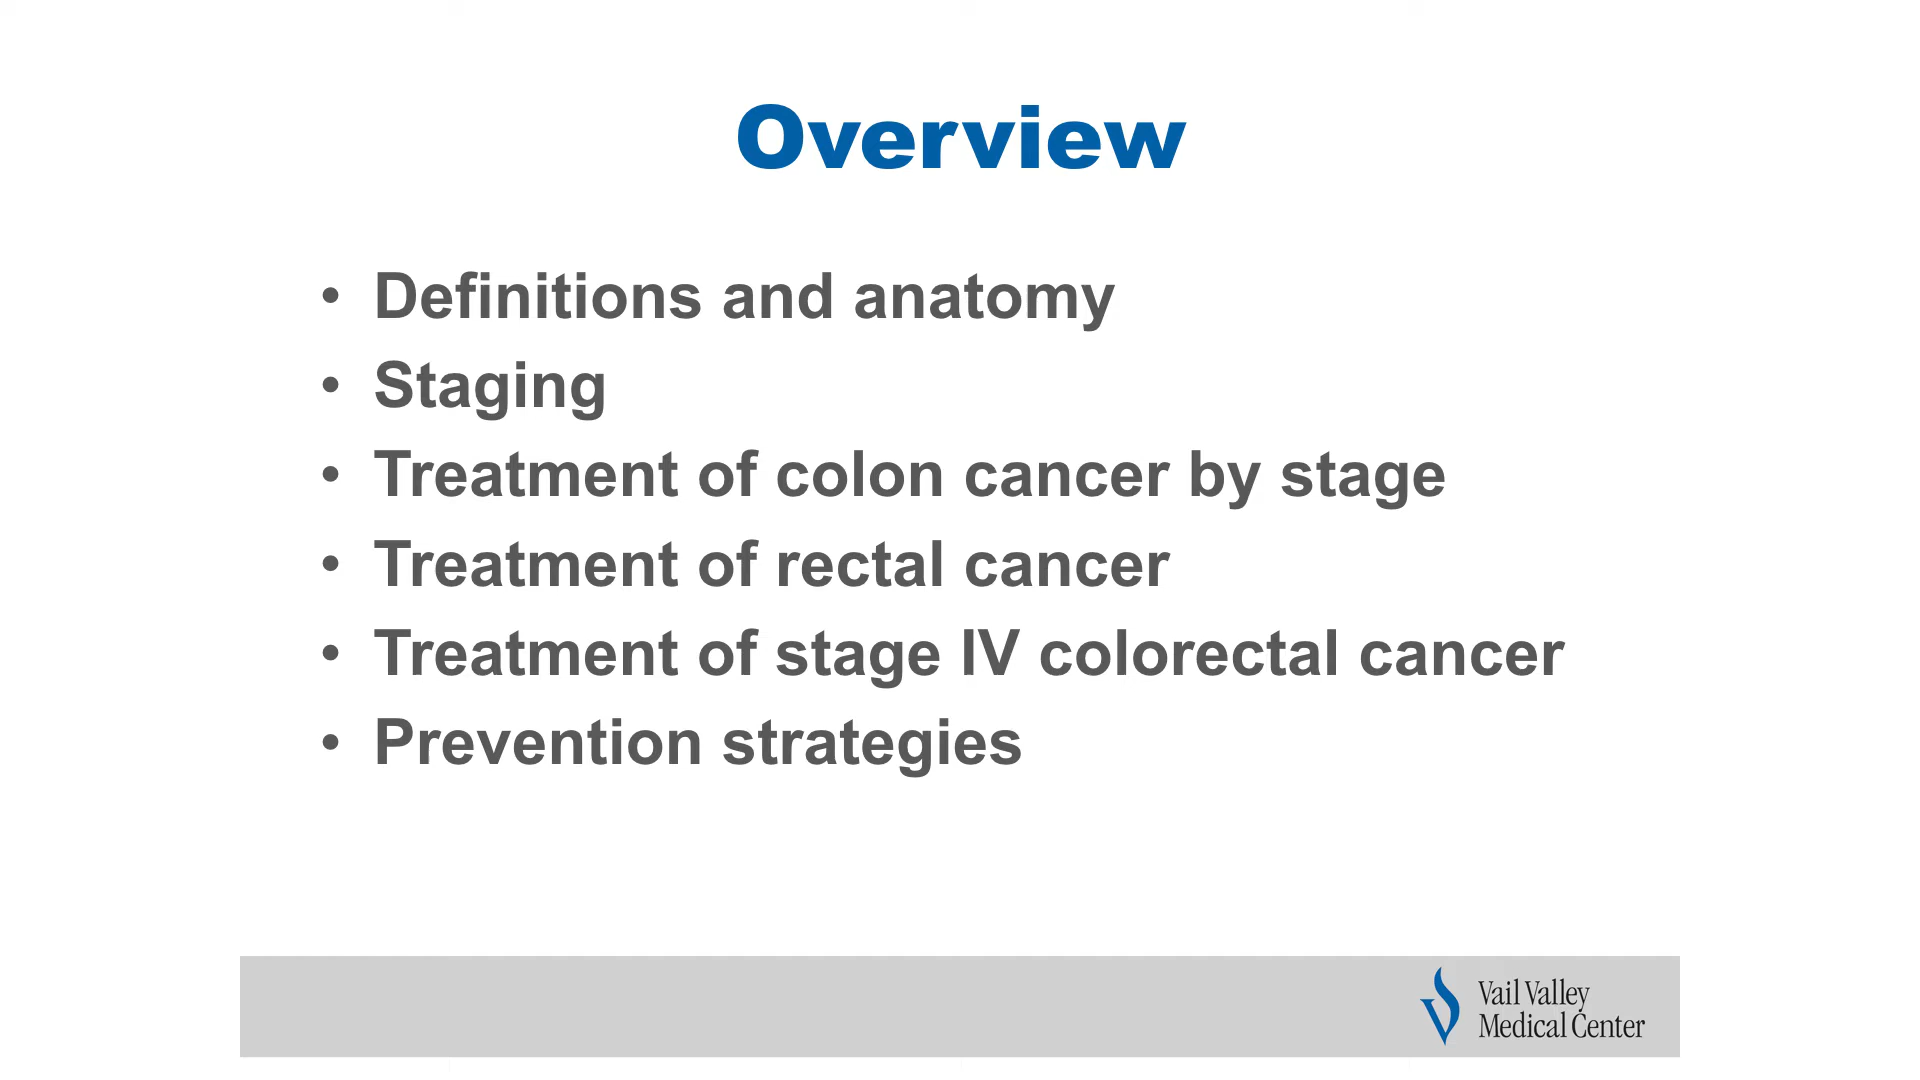 Overview
• Definitions and anatomy
• Staging
• Treatment of colon cancer by stage
• Treatment of rectal cancer
• Treatment of stage IV colorectal cancer
• Prevention strategies
Vail Valley
Medical Center